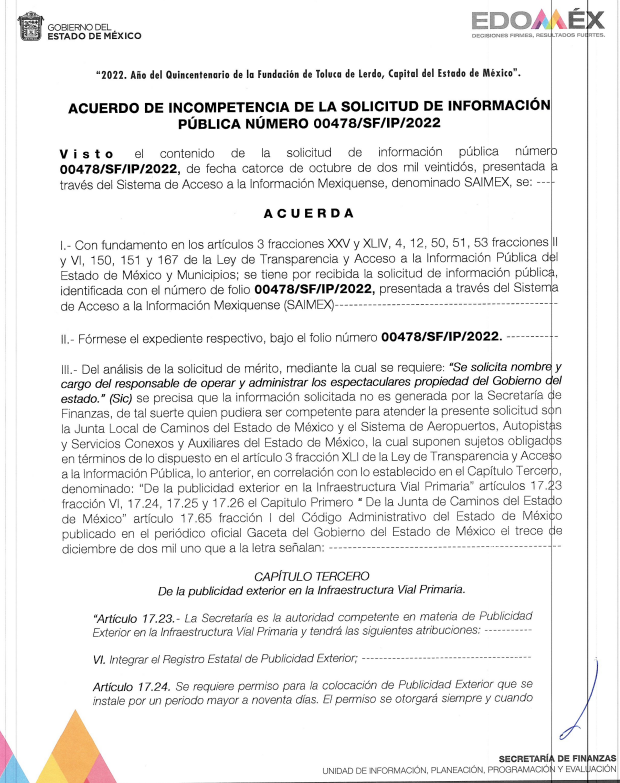 GOBIERNO DEL
ESTADO DE MÉXICO
EDOMÉX
DECISIONES FIRMES, RESULTADOS FUERTES.
"2022. Año del Quincentenario de la Fundación de Toluca de Lerdo, Capital del Estado de México".
ACUERDO DE INCOMPETENCIA DE LA SOLICITUD DE INFORMACIÓN
PÚBLICA NÚMERO 00478/SF/IP/2022
Visto el contenido de la solicitud de información pública número
00478/SF/IP/2022, de fecha catorce de octubre de dos mil veintidós, presentada a
través del Sistema de Acceso a la Información Mexiquense, denominado SAIMEX, se: ----
A C U E R D A
I.- Con fundamento en los artículos 3 fracciones XXV y XLIV, 4, 12, 50, 51, 53 fracciones II
y VI, 150, 151 y 167 de la Ley de Transparencia y Acceso a la Información Pública del
Estado de México y Municipios; se tiene por recibida la solicitud de información pública,
identificada con el número de folio 00478/SF/IP/2022, presentada a través del Sistema
de Acceso a la Información Mexiquense (SAIMEX)------------------------------------------------
II.- Fórmese el expediente respectivo, bajo el folio número 00478/SF/IP/2022. -----------
III.- Del análisis de la solicitud de mérito, mediante la cual se requiere: "Se solicita nombre y
cargo del responsable de operar y administrar los espectaculares propiedad del Gobierno del
estado." (Sic) se precisa que la información solicitada no es generada por la Secretaría de
Finanzas, de tal suerte quien pudiera ser competente para atender la presente solicitud son
la Junta Local de Caminos del Estado de México y el Sistema de Aeropuertos, Autopistas
y Servicios Conexos y Auxiliares del Estado de México, la cual suponen sujetos obligados
en términos de lo dispuesto en el artículo 3 fracción XLI de la Ley de Transparencia y Acceso
a la Información Pública, lo anterior, en correlación con lo establecido en el Capítulo Tercero,
denominado: "De la publicidad exterior en la Infraestructura Vial Primaria" artículos 17.23
fracción VI, 17.24, 17.25 y 17.26 el Capitulo Primero " De la Junta de Caminos del Estado
de México" artículo 17.65 fracción I del Código Administrativo del Estado de México
publicado en el periódico oficial Gaceta del Gobierno del Estado de México el trece de
diciembre de dos mil uno que a la letra señalan: --------------------------------------------------
CAPÍTULO TERCERO
De la publicidad exterior en la Infraestructura Vial Primaria.
"Artículo 17.23.- La Secretaría es la autoridad competente en materia de Publicidad
Exterior en la Infraestructura Vial Primaria y tendrá las siguientes atribuciones: -----------
VI. Integrar el Registro Estatal de Publicidad Exterior; ------------------------------------
Artículo 17.24. Se requiere permiso para la colocación de Publicidad Exterior que se
instale por un periodo mayor a noventa días. El permiso se otorgará siempre y cuando
SECRETARÍA DE FINANZAS
UNIDAD DE INFORMACIÓN, PLANEACIÓN, PROGRAMACIÓN Y EVALUACIÓN